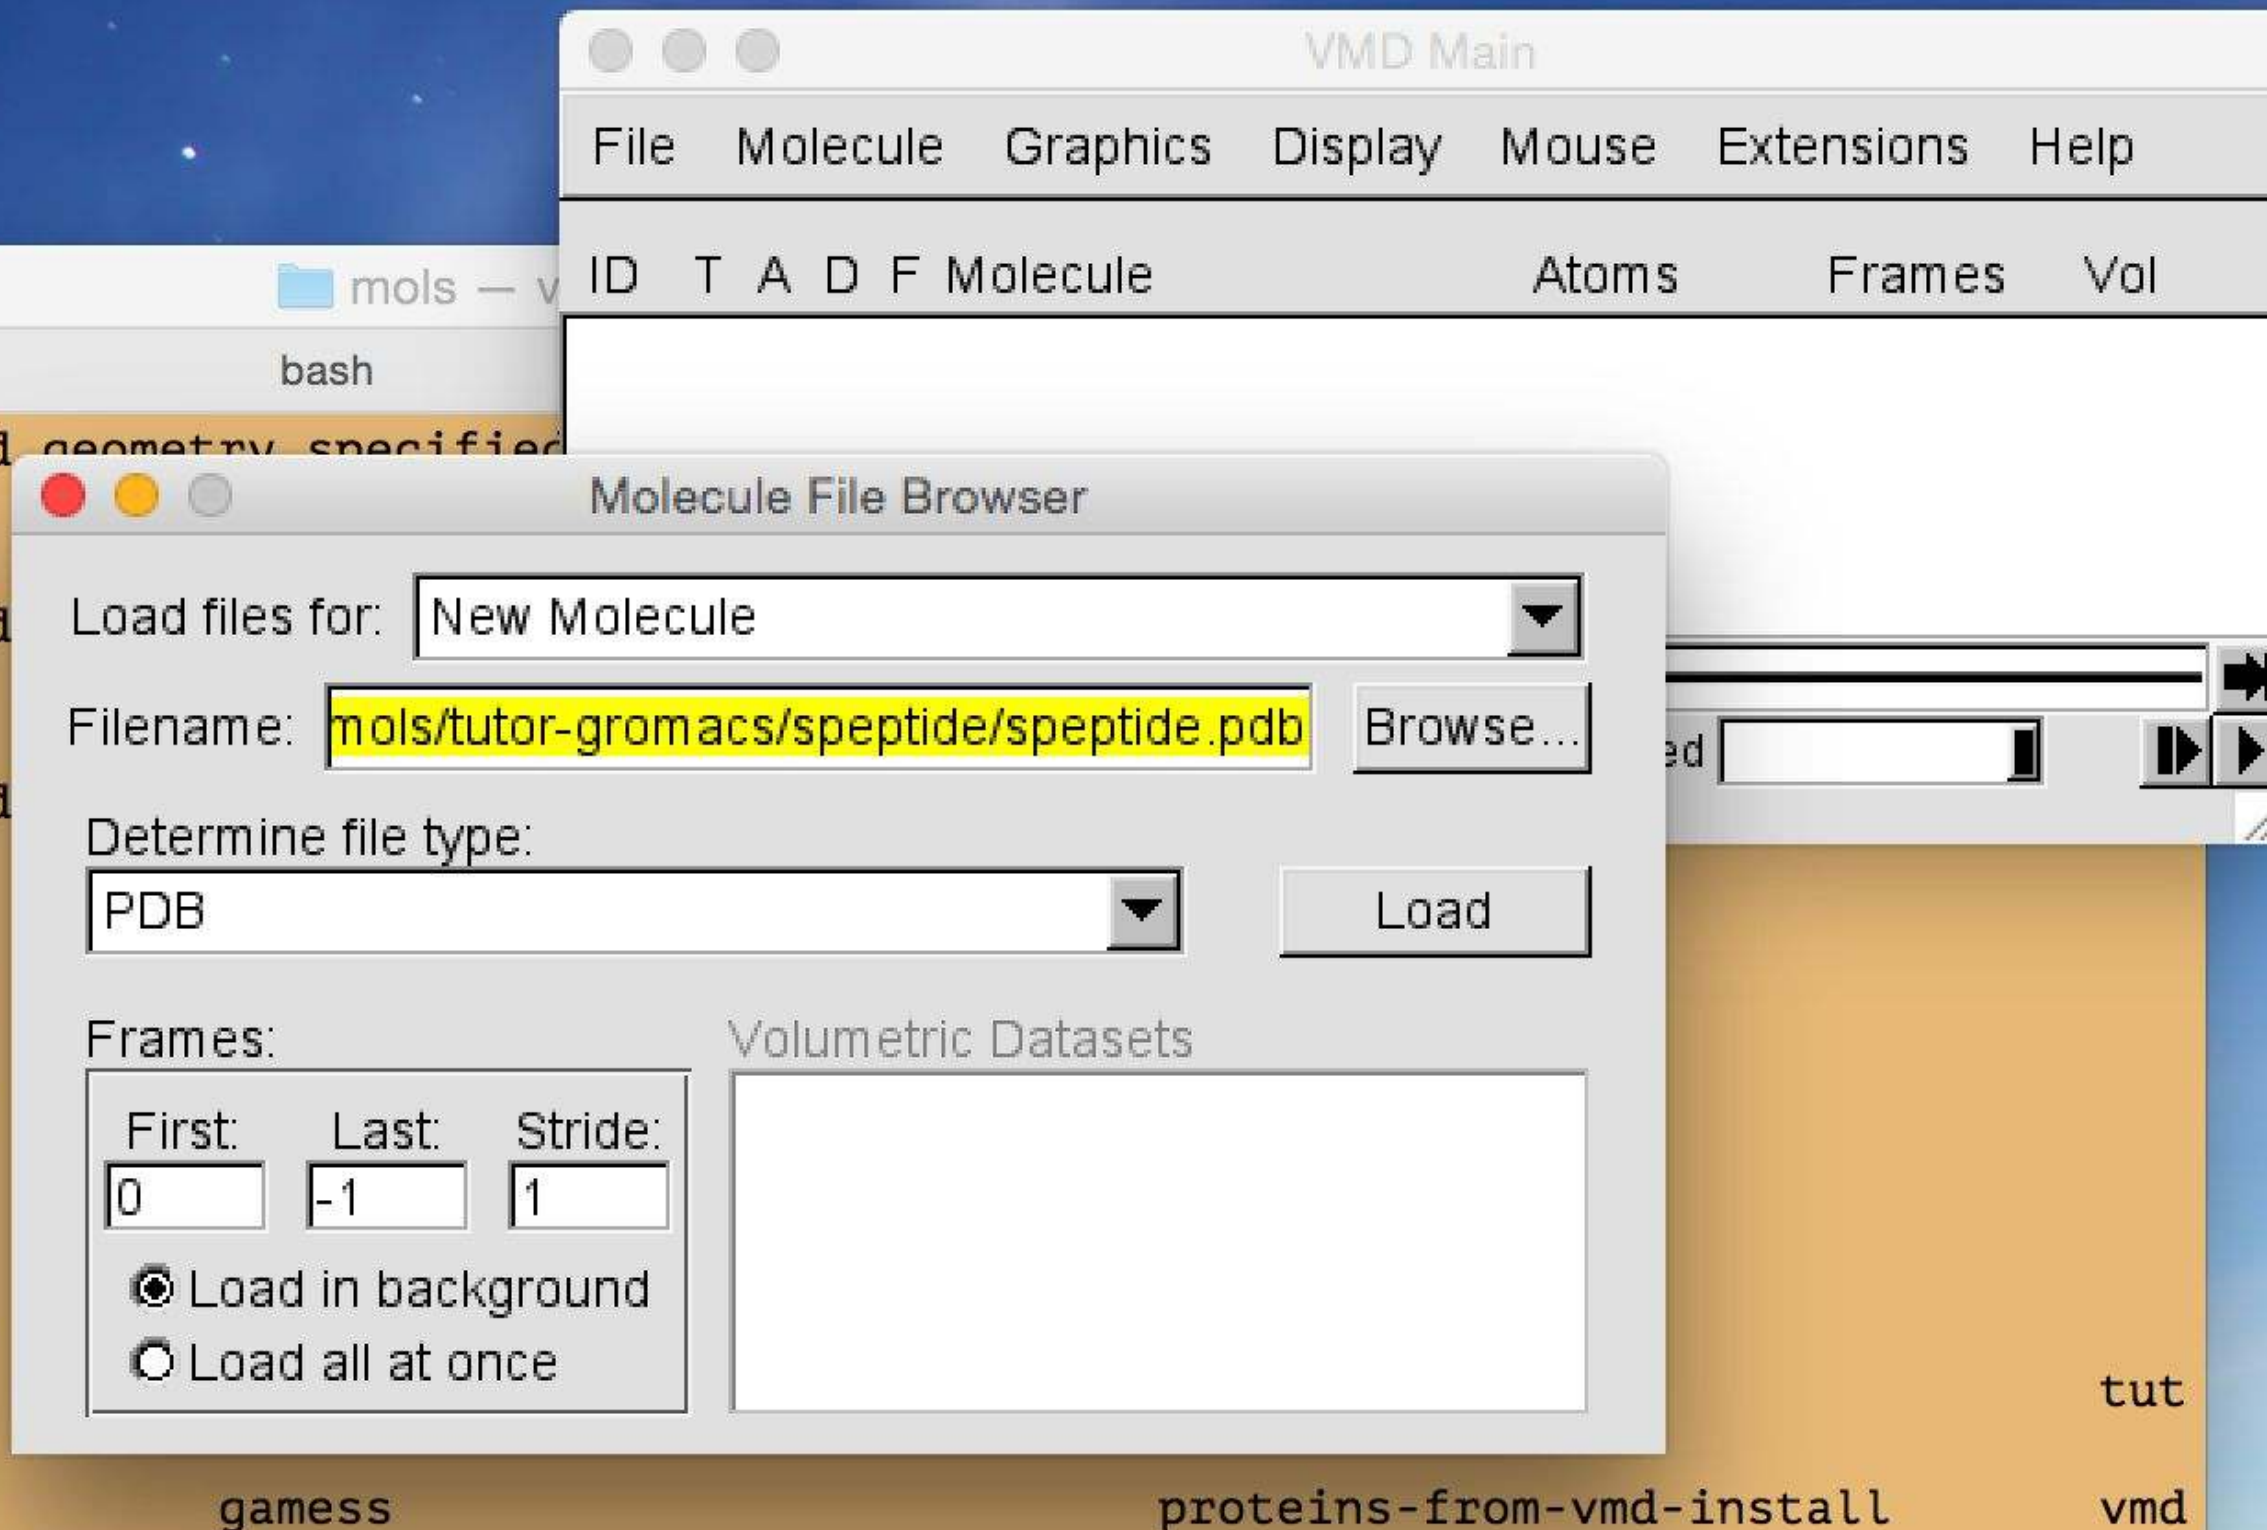 VMD Main
File Molecule Graphics Display Mouse Extensions Help
ID T A D F Molecule Atoms Frames Vol
mols —
bash
geometry specified
Molecule File Browser
Load files for: New Molecule
Filename: mols/tutor-gromacs/speptide/speptide.pdb Browse...
ed
Determine file type:
PDB Load
Frames: Volumetric Datasets
First: Last: Stride:
0 -1 1
Load in background
Load all at once
tut
gamess proteins-from-vmd-install vmd